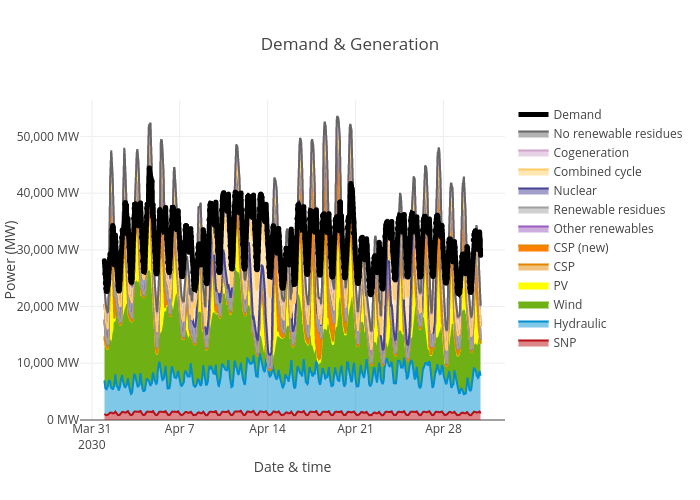 Demand & Generation
Power (MW)
50,000 MW
40,000 MW
30,000 MW
20,000 MW
10,000 MW
0 MW
Mar 31
2030
Apr 7
Apr 14
Apr 21
Apr 28
Date & time
Demand
No renewable residues
Cogeneration
Combined cycle
Nuclear
Renewable residues
Other renewables
CSP (new)
CSP
PV
Wind
Hydraulic
SNP